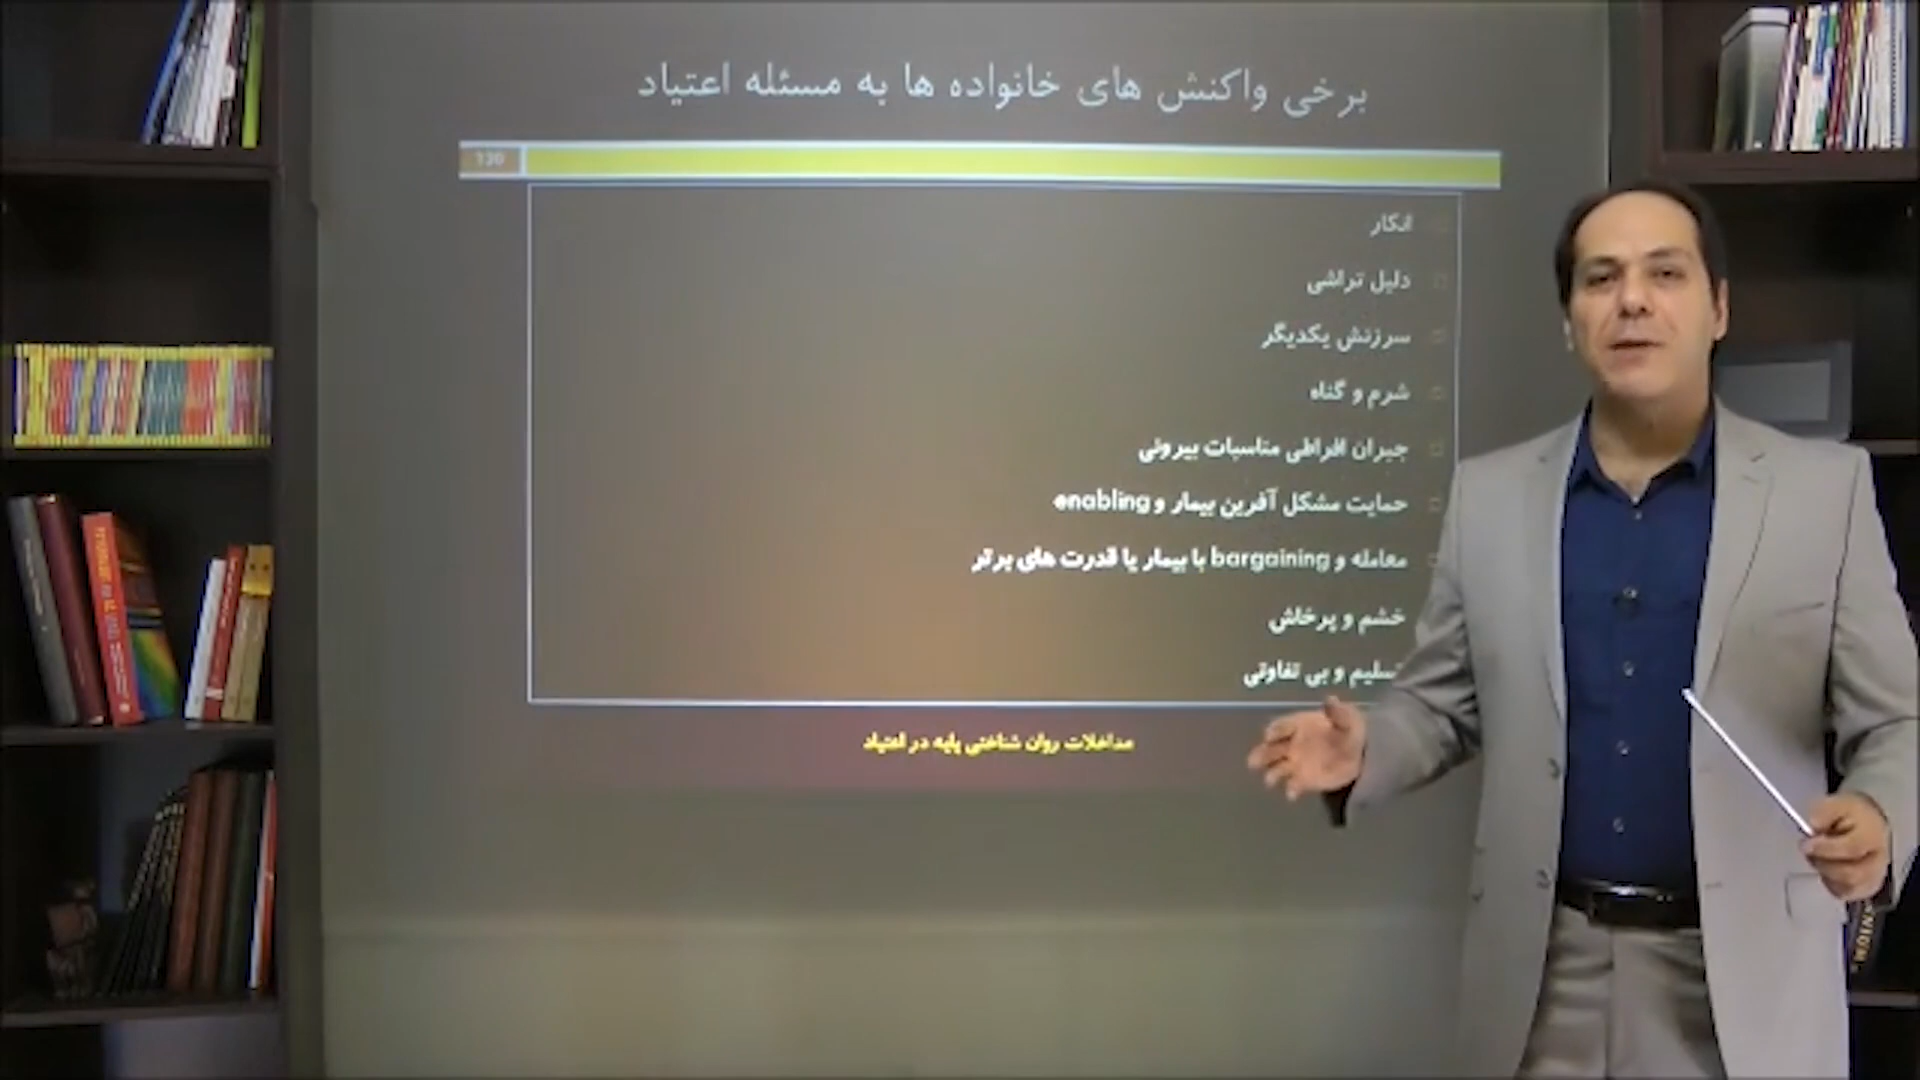 برخی واکنش های خانواده ها به مسئله اعتیاد
130
انکار
دلیل تراشی
سرزنش یکدیگر
شرم و گناه
جبران افراطی مناسبات بیرونی
حمایت مشکل آفرین بیمار و enabling
معامله و bargaining با بیمار یا قدرت های برتر
خشم و پرخاش
تسلیم و بی تفاوتی
مداخلات روان شناختی پایه در اعتیاد